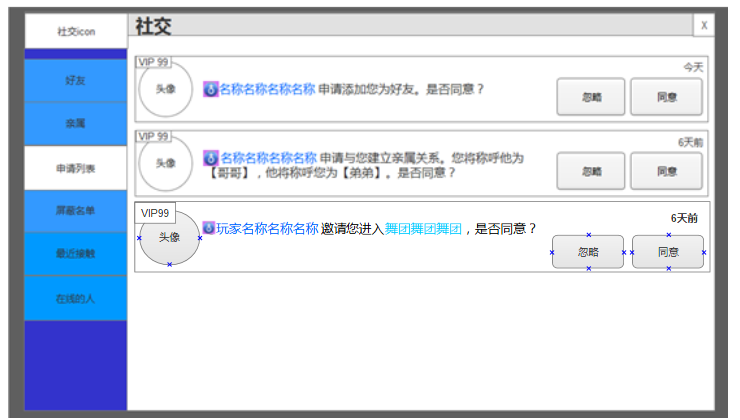 社交icon
社交
X
好友
亲属
申请列表
屏蔽名单
最近接触
在线的人
VIP 99
头像
名称名称名称名称 申请添加您为好友。是否同意？
今天
忽略
同意
VIP 99
头像
名称名称名称名称 申请与您建立亲属关系。您将称呼他为
【哥哥】，他将称呼您为【弟弟】。是否同意？
6天前
忽略
同意
VIP99
头像
玩家名称名称名称 邀请您进入舞团舞团舞团，是否同意？
6天前
忽略
同意